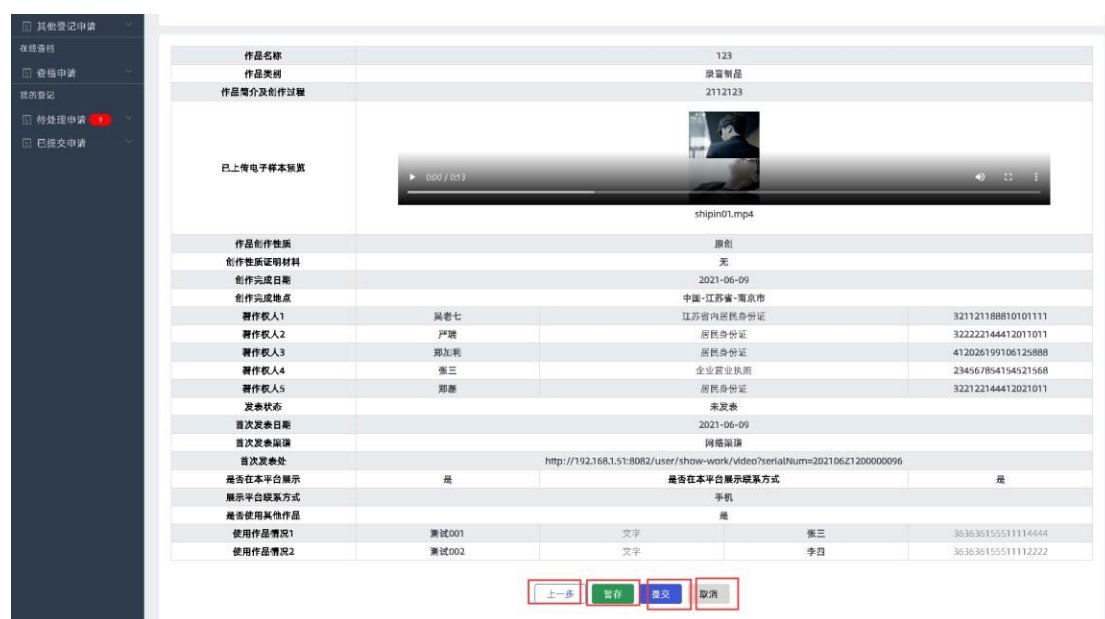 其他登记申请
在线查档
查档申请
我的登记
待处理申请 9
已提交申请
作品名称 123
作品类别 录音制品
作品简介及创作过程 2112123
已上传电子样本预览
0:00 / 0:13
shipin01.mp4
作品创作性质 原创
创作性质证明材料 无
创作完成日期 2021-06-09
创作完成地点 中国-江苏省-南京市
著作权人1 吴老七 江苏省内居民身份证 321121188810101111
著作权人2 严瑞 居民身份证 322222144412011011
著作权人3 郑加利 居民身份证 412026199106125888
著作权人4 张三 企业营业执照 234567854154521568
著作权人5 郑磊 居民身份证 322122144412021011
发表状态 未发表
首次发表日期 2021-06-09
首次发表渠道 网络渠道
首次发表处 http://192.168.1.51:8082/user/show-work/video?serialNum=202106Z1200000096
是否在本平台展示 是 是否在本平台展示联系方式 是
展示平台联系方式 手机
是否使用其他作品 是
使用作品情况1 测试001 文字 张三 363636155511114444
使用作品情况2 测试002 文字 李四 363636155511112222
上一步 暂存 提交 取消